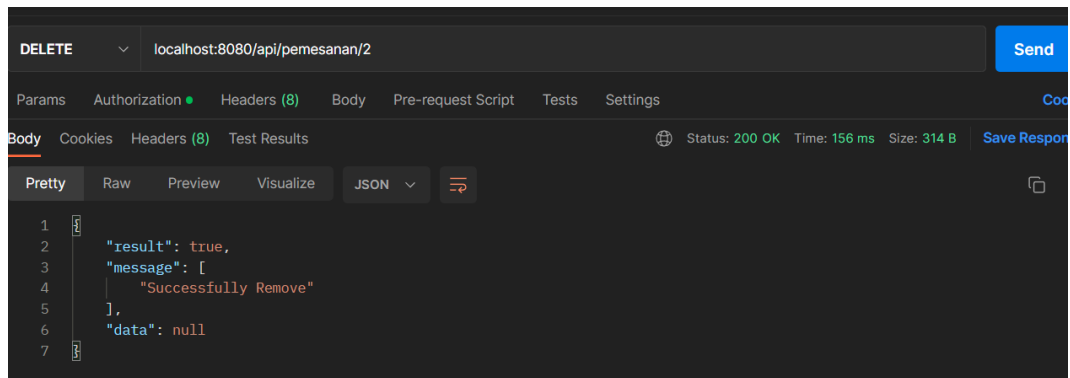 DELETE localhost:8080/api/pemesanan/2 Send
Params Authorization Headers (8) Body Pre-request Script Tests Settings Coo
Body Cookies Headers (8) Test Results Status: 200 OK Time: 156 ms Size: 314 B Save Respon
Pretty Raw Preview Visualize JSON
1 {
2 "result": true,
3 "message": [
4 "Successfully Remove"
5 ],
6 "data": null
7 }